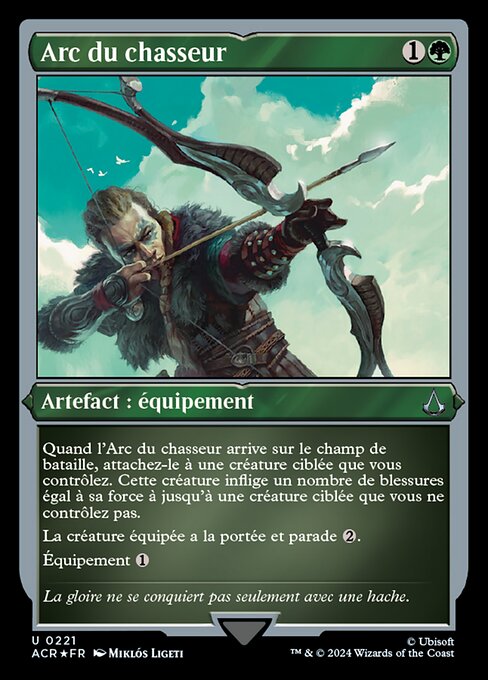 Arc du chasseur 1
Artefact : équipement
Quand l'Arc du chasseur arrive sur le champ de
bataille, attachez-le à une créature ciblée que vous
contrôlez. Cette créature inflige un nombre de blessures
égal à sa force à jusqu'à une créature ciblée que vous ne
contrôlez pas.
La créature équipée a la portée et parade 2.
Équipement 1
La gloire ne se conquiert pas seulement avec une hache.
U 0221
ACR★FR Miklós Ligeti
© Ubisoft
™ & © 2024 Wizards of the Coast